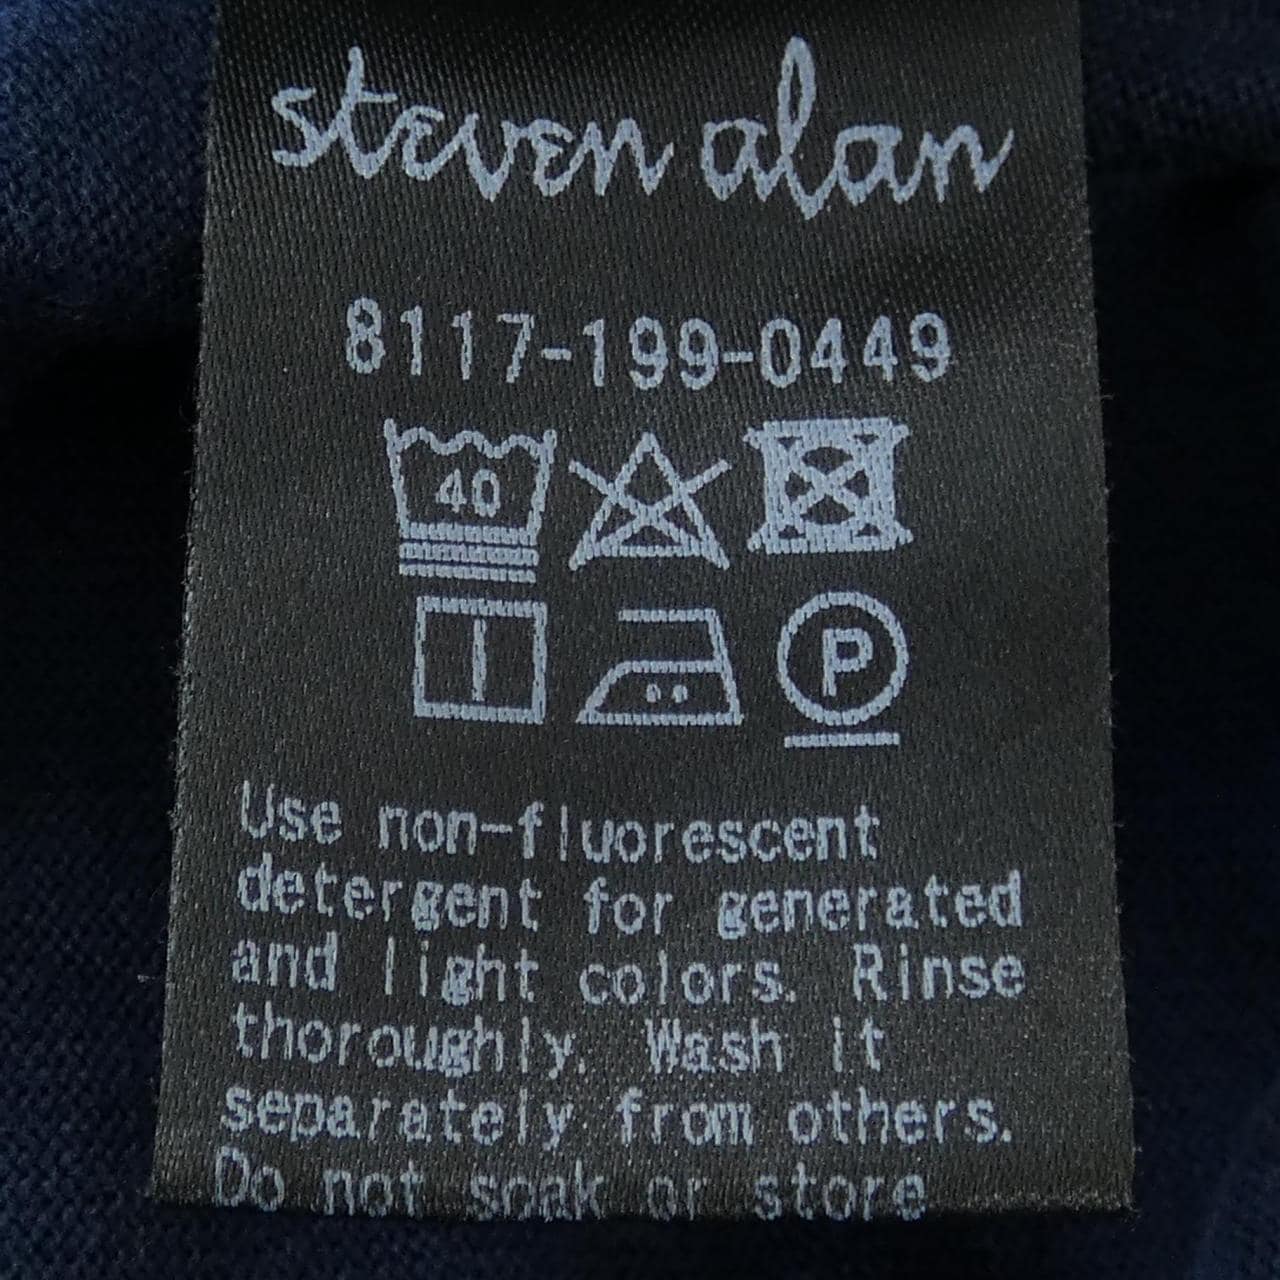 steven alan
8117-199-0449
40
P
Use non-fluorescent
detergent for generated
and light colors. Rinse
thoroughly. Wash it
separately from others.
Do not soak or store